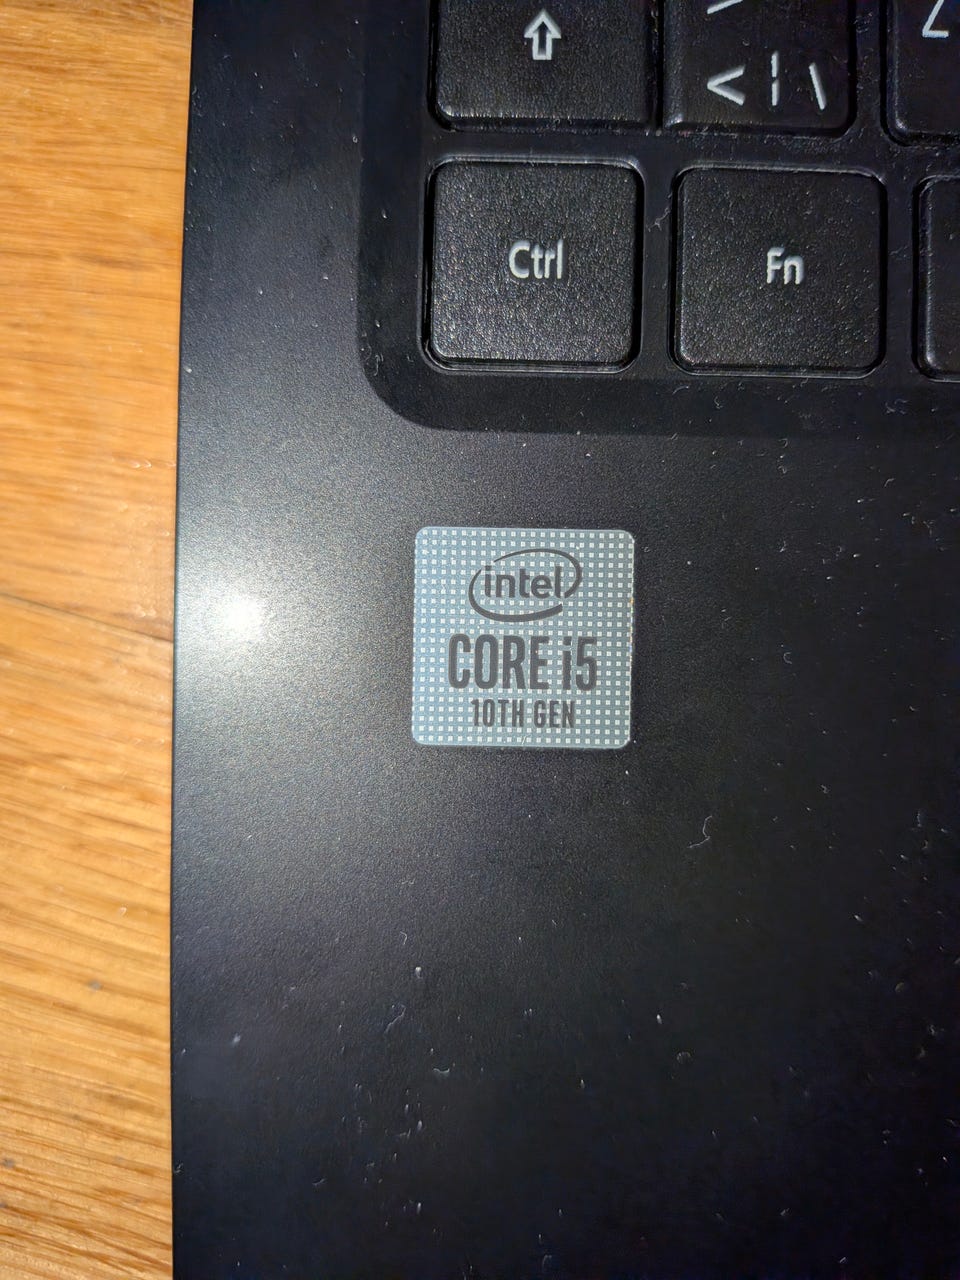 ⇧
> < ¦ \
Z
Ctrl
Fn
intel
CORE i5
10TH GEN